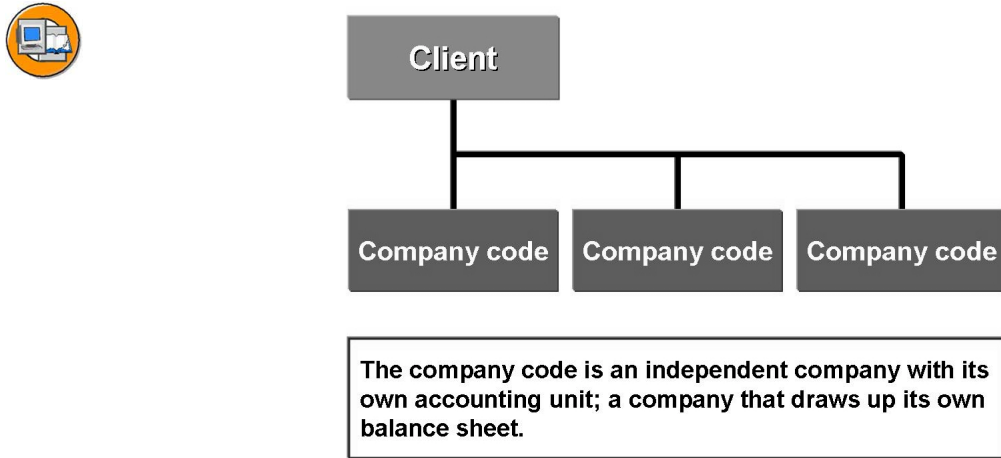 Client
Company code
Company code
Company code
The company code is an independent company with its
own accounting unit; a company that draws up its own
balance sheet.